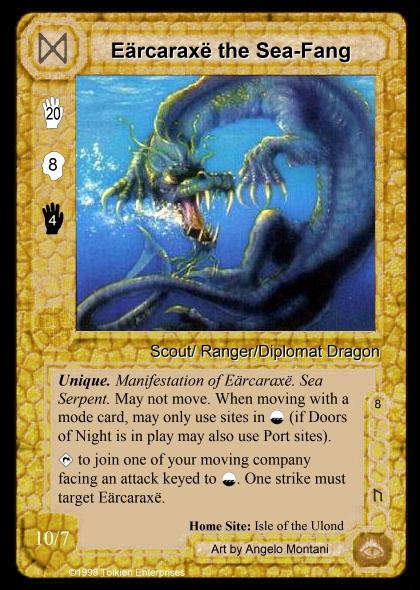 Eärcaraxë the Sea-Fang
20
8
4
Scout/ Ranger/Diplomat Dragon
Unique. Manifestation of Eärcaraxë. Sea
Serpent. May not move. When moving with a
mode card, may only use sites in (if Doors
of Night is in play may also use Port sites).
to join one of your moving company
facing an attack keyed to . One strike must
target Eärcaraxë.
8
Home Site: Isle of the Ulond
10/7
Art by Angelo Montani
©1998 Tolkien Enterprises